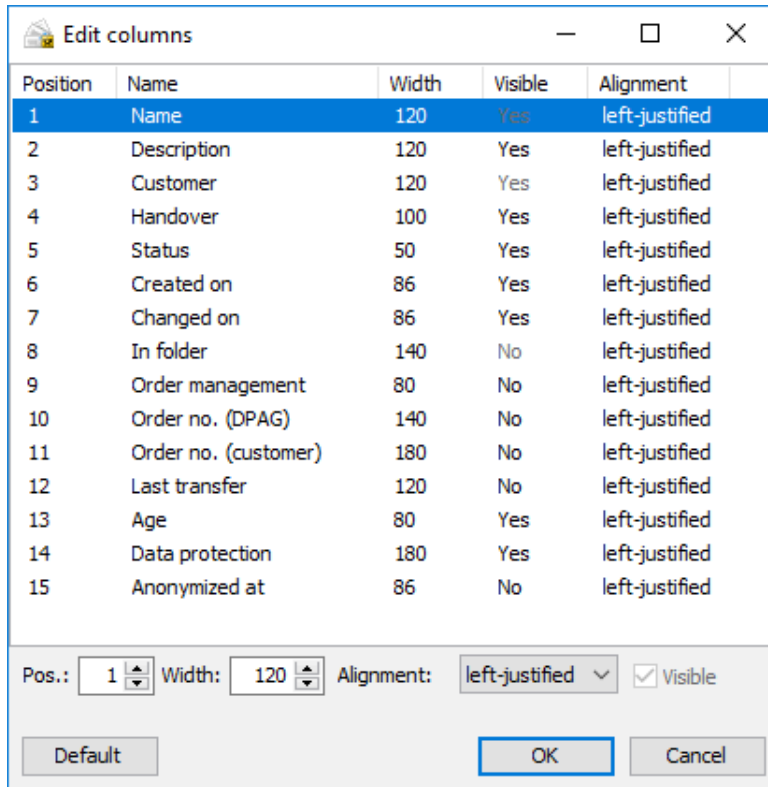 Edit columns
Position Name Width Visible Alignment
1 Name 120 Yes left-justified
2 Description 120 Yes left-justified
3 Customer 120 Yes left-justified
4 Handover 100 Yes left-justified
5 Status 50 Yes left-justified
6 Created on 86 Yes left-justified
7 Changed on 86 Yes left-justified
8 In folder 140 No left-justified
9 Order management 80 No left-justified
10 Order no. (DPAG) 140 No left-justified
11 Order no. (customer) 180 No left-justified
12 Last transfer 120 No left-justified
13 Age 80 Yes left-justified
14 Data protection 180 Yes left-justified
15 Anonymized at 86 No left-justified
Pos.: 1 Width: 120 Alignment: left-justified Visible
Default OK Cancel